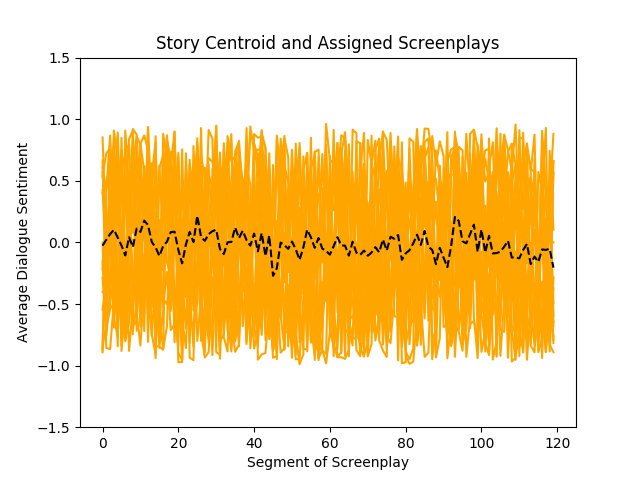 Story Centroid and Assigned Screenplays
1.5
1.0
0.5
0.0
−0.5
−1.0
−1.5
Average Dialogue Sentiment
0 20 40 60 80 100 120
Segment of Screenplay